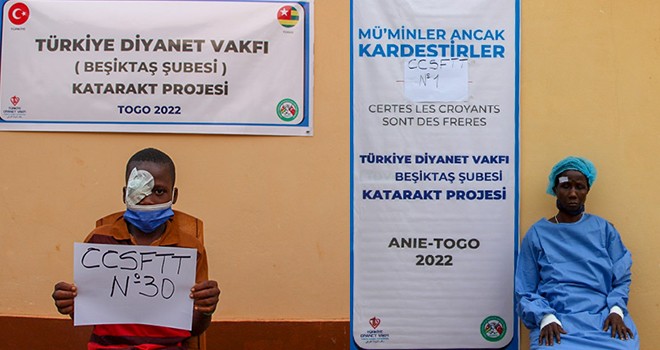 TÜRKİYE
TÜRKİYE DİYANET VAKFI
( BEŞİKTAŞ ŞUBESİ )
KATARAKT PROJESİ
TOGO 2022
CCSFTT
N°30
MÜ'MİNLER ANCAK
KARDEŞTİRLER
CCSFTT
N°1
CERTES LES CROYANTS
SONT DES FRERES
TÜRKİYE DİYANET VAKFI
BEŞİKTAŞ ŞUBESİ
KATARAKT PROJESİ
ANIE-TOGO
2022